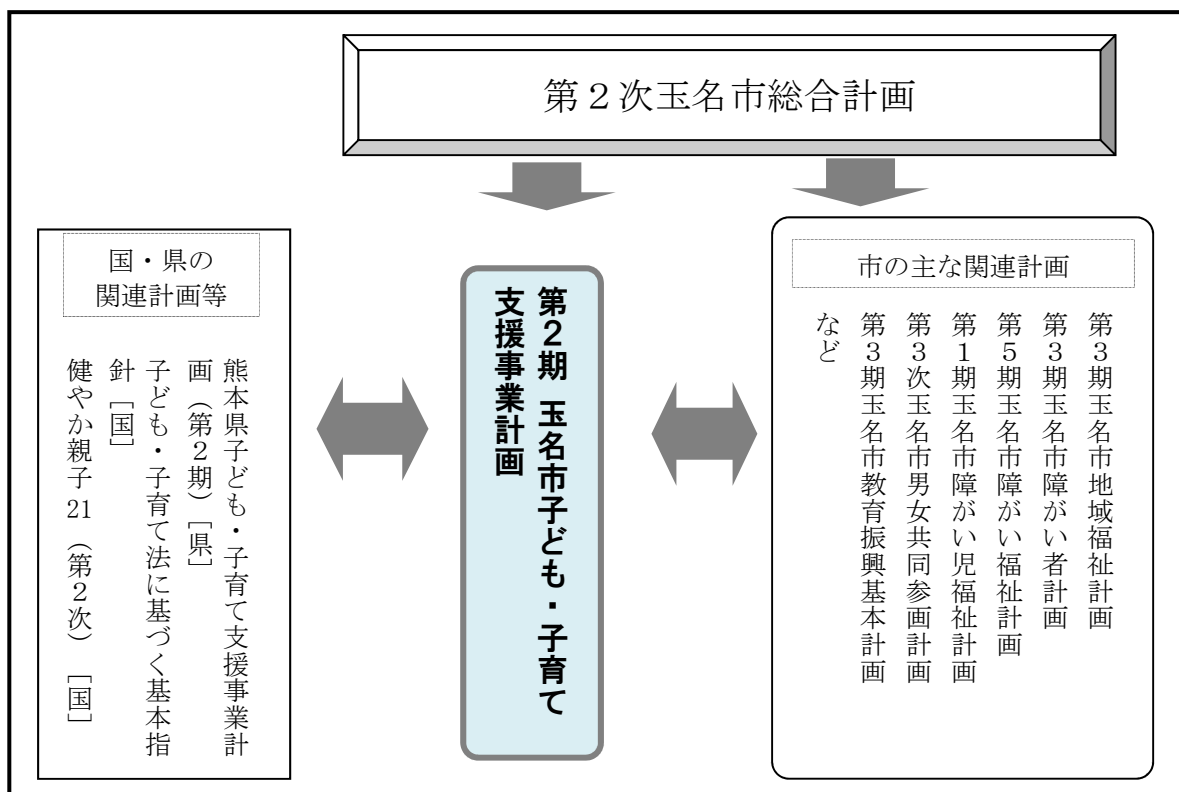 第２次玉名市総合計画
国・県の
関連計画等
熊本県子ども・子育て支援事業計
画（第２期）［県］
子ども・子育て法に基づく基本指
針［国］
健やか親子21（第２次）［国］
第２期 玉名市子ども・子育て
支援事業計画
市の主な関連計画
第３期玉名市地域福祉計画
第３期玉名市障がい者計画
第５期玉名市障がい福祉計画
第１期玉名市障がい児福祉計画
第３次玉名市男女共同参画計画
第３期玉名市教育振興基本計画
など